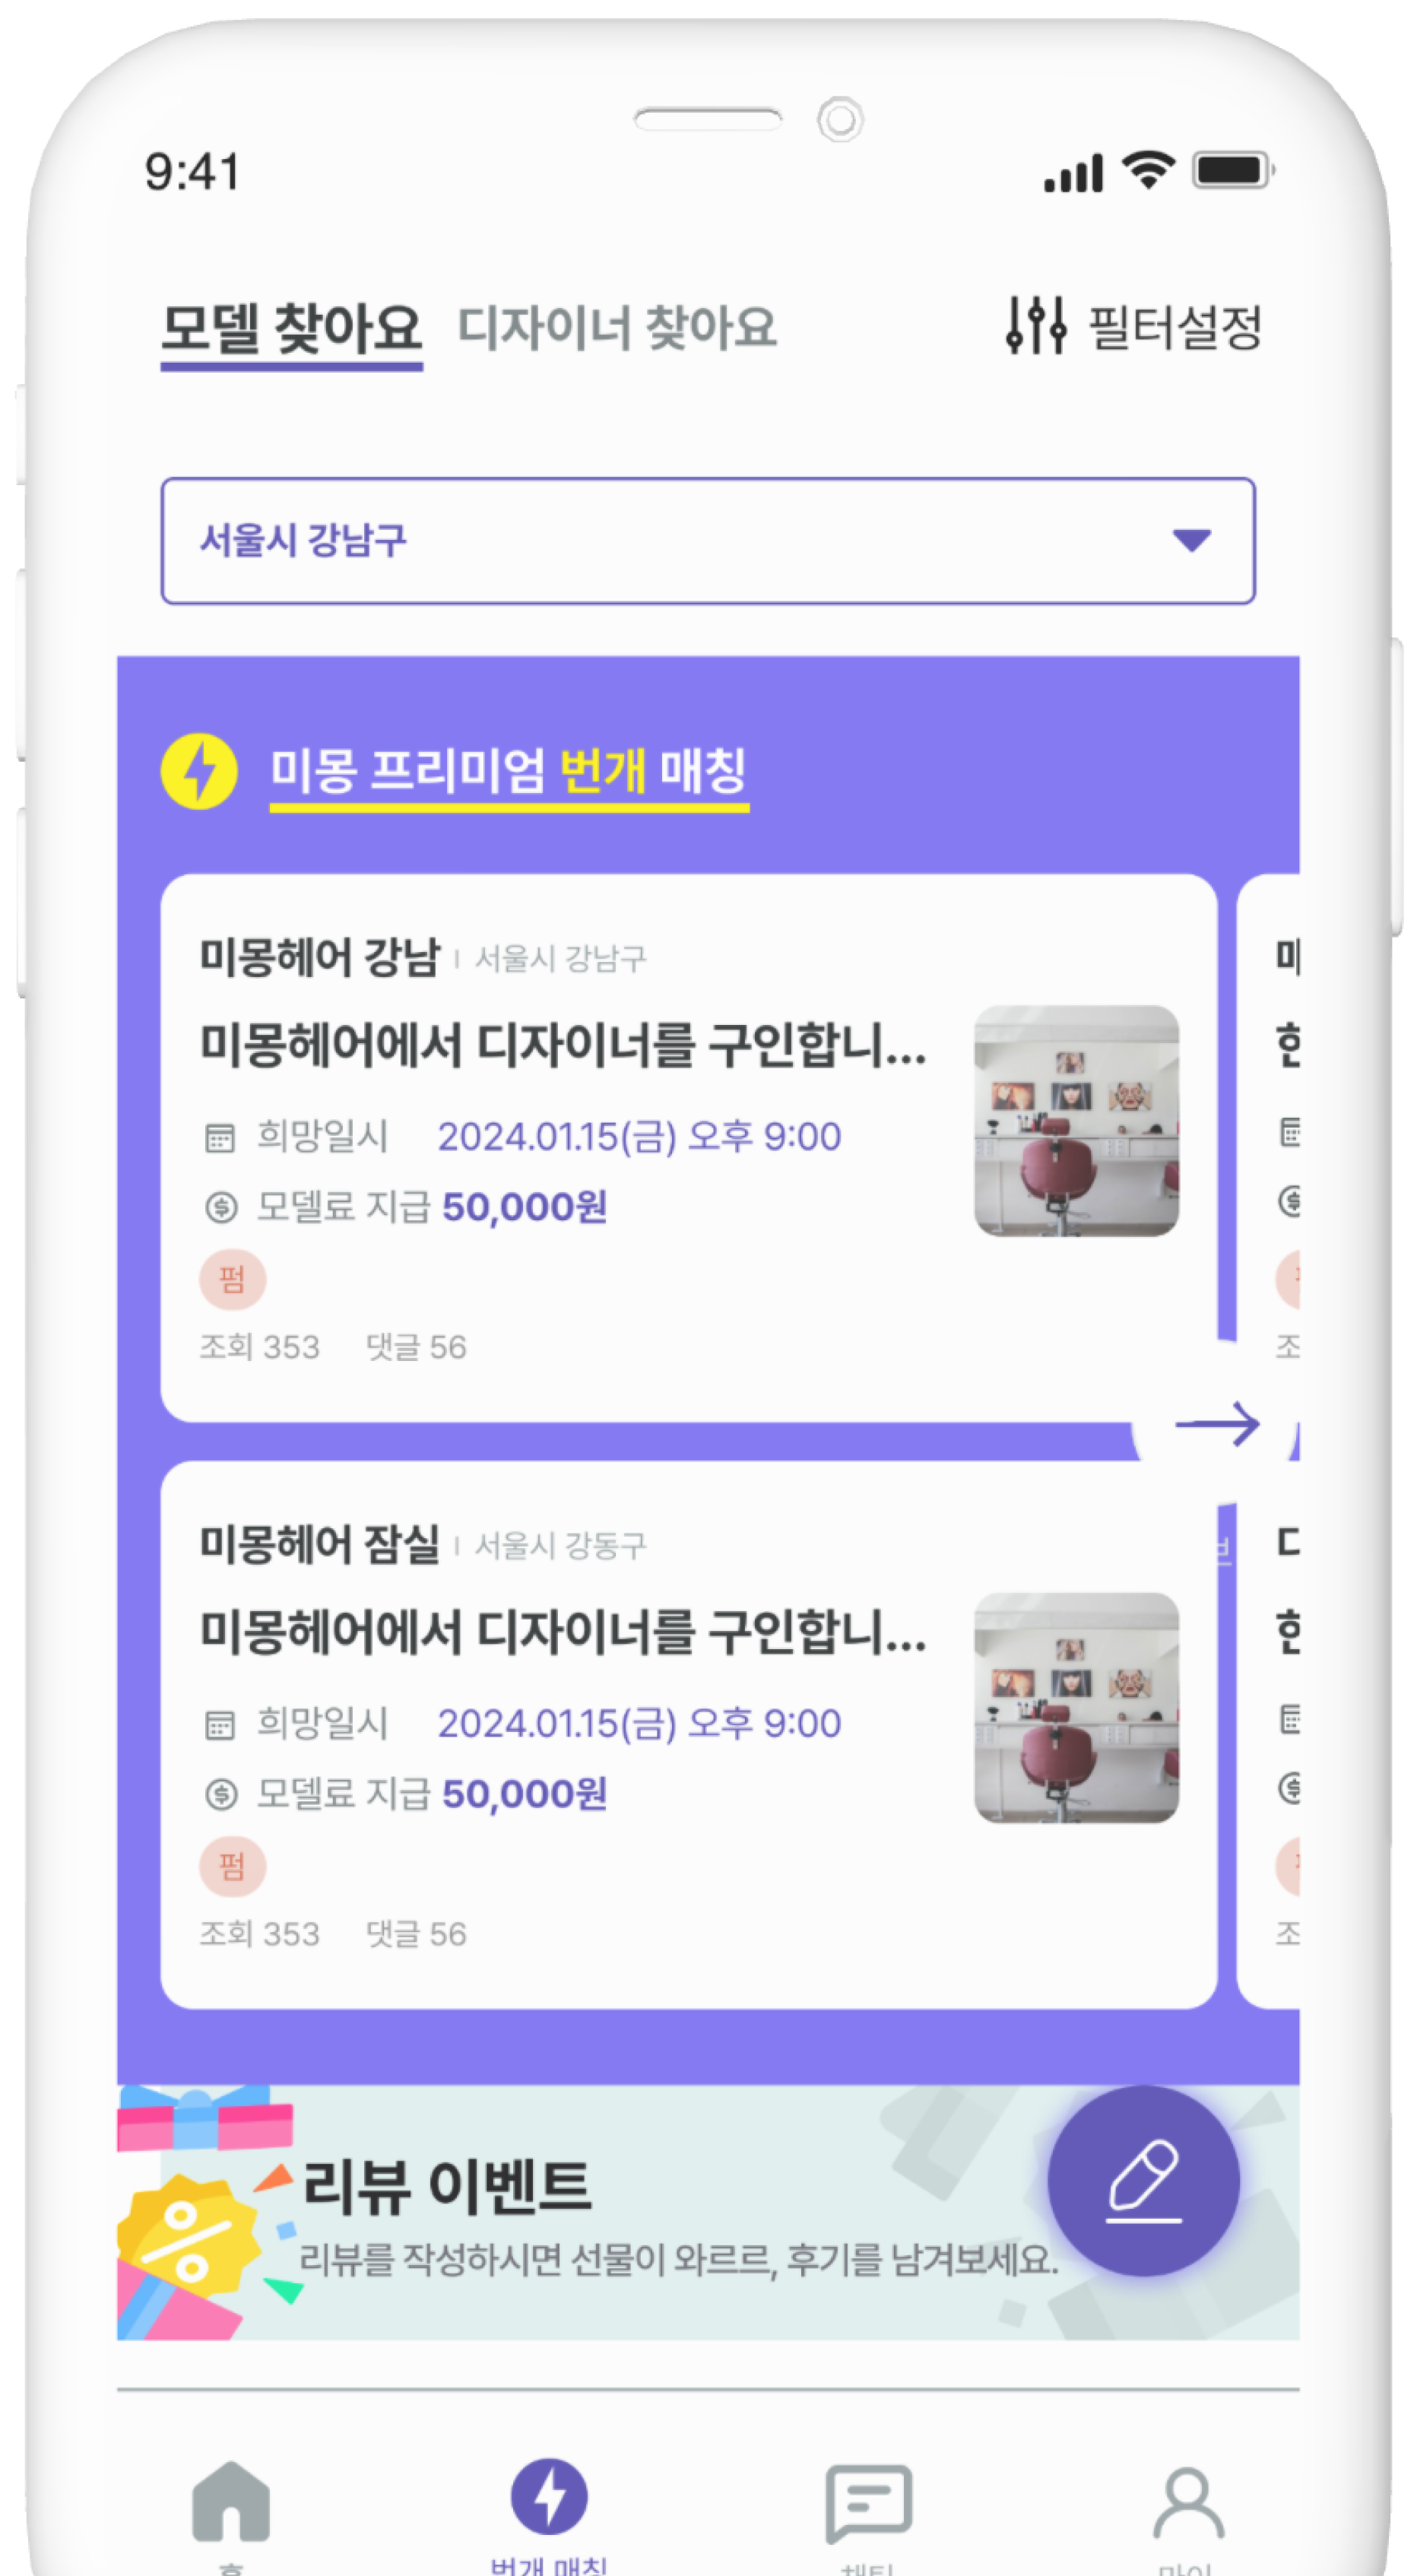 9:41
모델 찾아요 디자이너 찾아요 필터설정
서울시 강남구
미몽 프리미엄 번개 매칭
미몽헤어 강남 | 서울시 강남구
미몽헤어에서 디자이너를 구인합니...
희망일시 2024.01.15(금) 오후 9:00
모델료 지급 50,000원
펌
조회 353 댓글 56
미몽헤어 잠실 | 서울시 강동구
미몽헤어에서 디자이너를 구인합니...
희망일시 2024.01.15(금) 오후 9:00
모델료 지급 50,000원
펌
조회 353 댓글 56
리뷰 이벤트
리뷰를 작성하시면 선물이 와르르, 후기를 남겨보세요.
홈 번개 매칭 채팅 마이